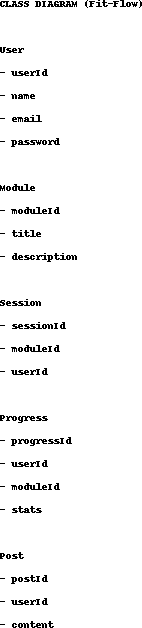 CLASS DIAGRAM (Fit-Flow)
User
- userId
- name
- email
- password
Module
- moduleId
- title
- description
Session
- sessionId
- moduleId
- userId
Progress
- progressId
- userId
- moduleId
- stats
Post
- postId
- userId
- content